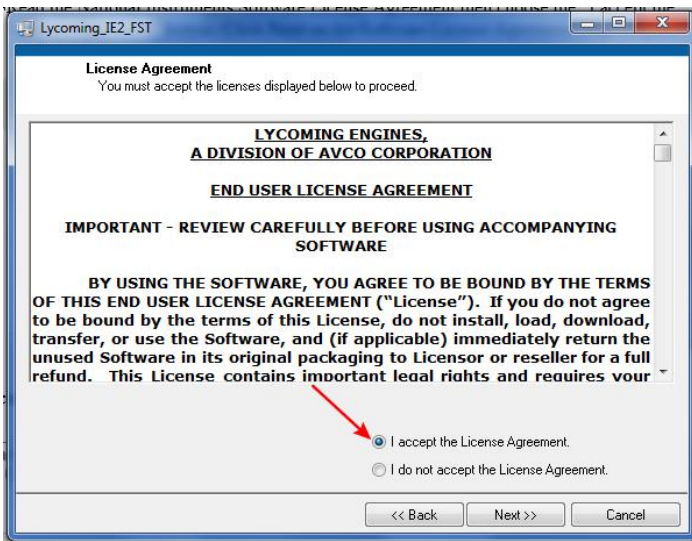 Lycoming_IE2_FST
License Agreement
You must accept the licenses displayed below to proceed.
LYCOMING ENGINES,
A DIVISION OF AVCO CORPORATION
END USER LICENSE AGREEMENT
IMPORTANT - REVIEW CAREFULLY BEFORE USING ACCOMPANYING
SOFTWARE
BY USING THE SOFTWARE, YOU AGREE TO BE BOUND BY THE TERMS
OF THIS END USER LICENSE AGREEMENT ("License"). If you do not agree
to be bound by the terms of this License, do not install, load, download,
transfer, or use the Software, and (if applicable) immediately return the
unused Software in its original packaging to Licensor or reseller for a full
refund. This License contains important legal rights and requires your
I accept the License Agreement.
I do not accept the License Agreement.
<< Back
Next >>
Cancel